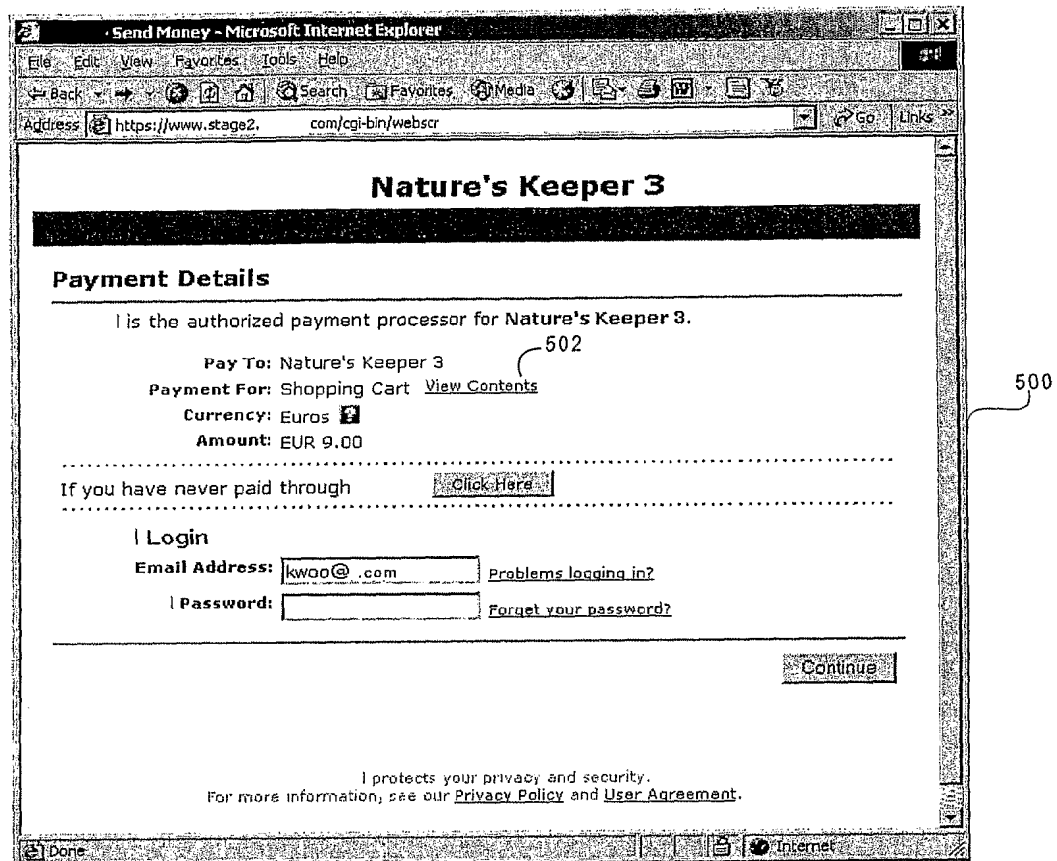 Send Money - Microsoft Internet Explorer
File Edit View Favorites Tools Help
Back Search Favorites Media
Address https://www.stage2. com/cgi-bin/webscr Go Links »
Nature's Keeper 3
Payment Details
is the authorized payment processor for Nature's Keeper 3.
502
Pay To: Nature's Keeper 3
Payment For: Shopping Cart View Contents
500
Currency: Euros ?
Amount: EUR 9.00
If you have never paid through Click Here
Login
Email Address: kwoo@ .com Problems logging in?
Password: Forget your password?
Continue
protects your privacy and security.
For more information, see our Privacy Policy and User Agreement.
Done Internet